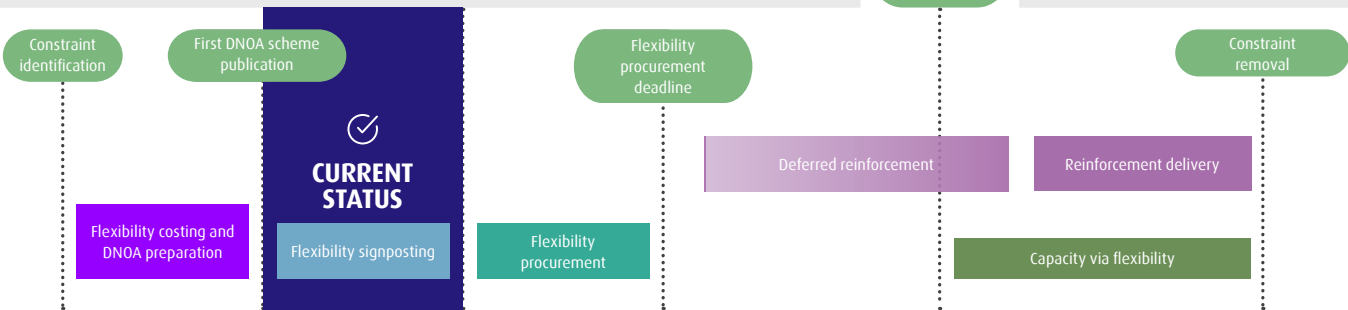 Constraint
identification
First DNOA scheme
publication
Flexibility
procurement
deadline
Constraint
removal
CURRENT
STATUS
Deferred reinforcement
Reinforcement delivery
Flexibility costing and
DNOA preparation
Flexibility signposting
Flexibility
procurement
Capacity via flexibility